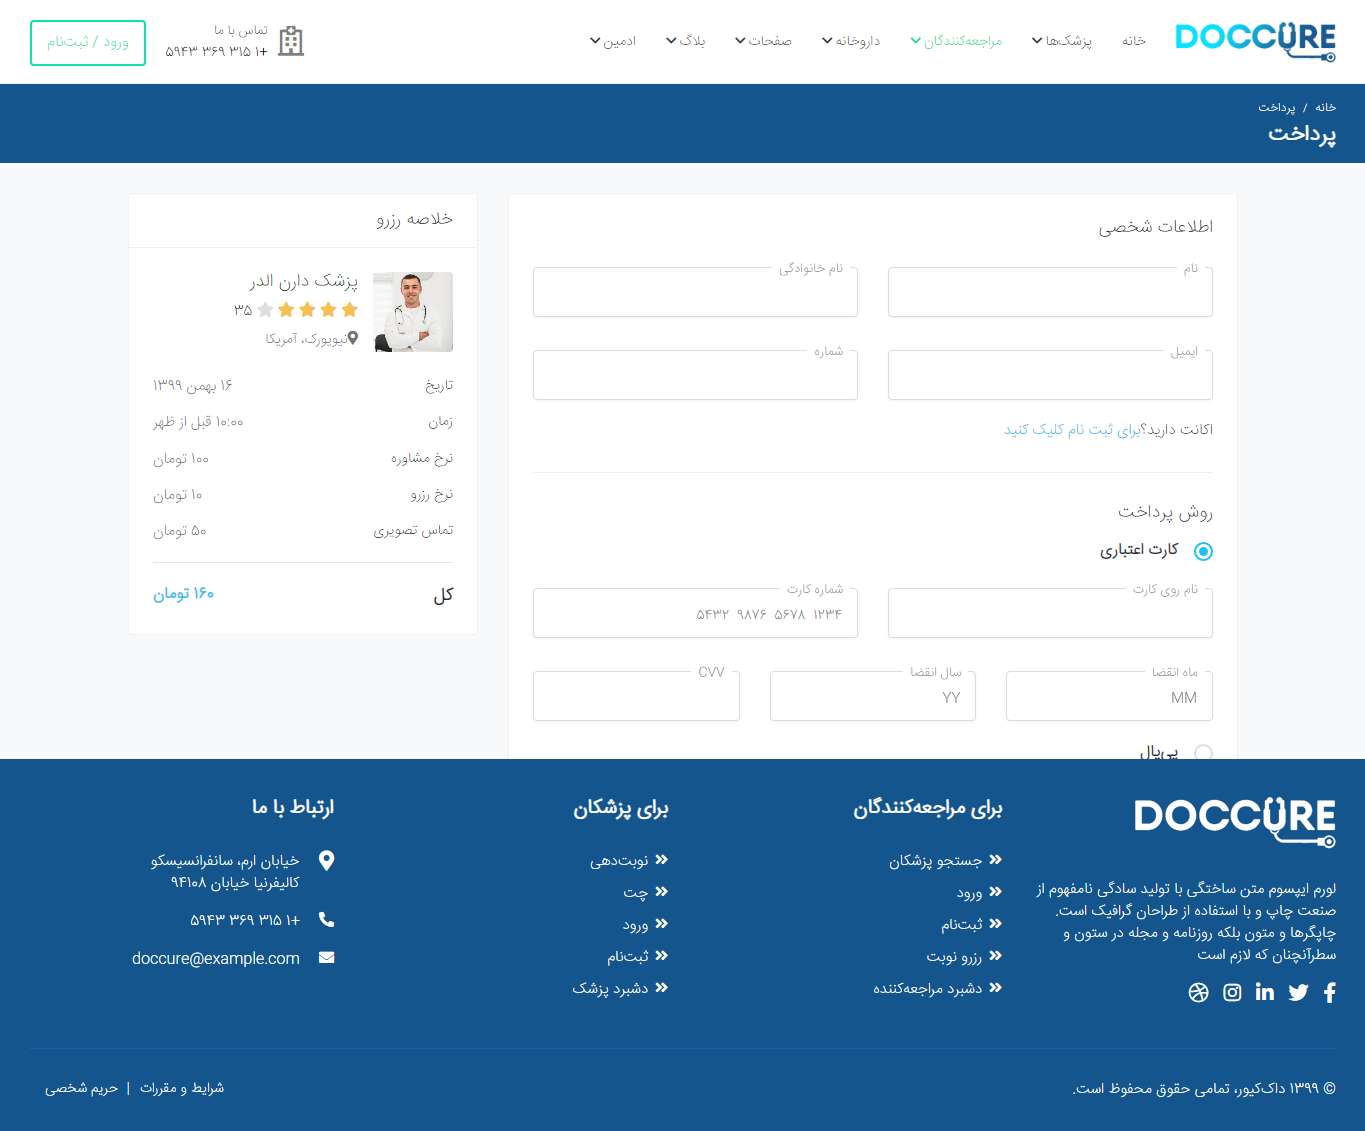 DOCCURE
خانه
پزشک‌ها
مراجعه‌کنندگان
داروخانه
صفحات
بلاگ
ادمین
تماس با ما
+۱ ۳۱۵ ۳۶۹ ۵۹۴۳
ورود / ثبت‌نام
خانه / پرداخت
پرداخت
اطلاعات شخصی
نام
نام خانوادگی
ایمیل
شماره
اکانت دارید؟برای ثبت نام کلیک کنید
روش پرداخت
کارت اعتباری
نام روی کارت
شماره کارت
۱۲۳۴ ۵۶۷۸ ۹۸۷۶ ۵۴۳۲
ماه انقضا
MM
سال انقضا
YY
CVV
پی‌پال
خلاصه رزرو
پزشک دارن الدر
۳۵
نیویورک، آمریکا
تاریخ ۱۶ بهمن ۱۳۹۹
زمان ۱۰:۰۰ قبل از ظهر
نرخ مشاوره ۱۰۰ تومان
نرخ رزرو ۱۰ تومان
تماس تصویری ۵۰ تومان
کل ۱۶۰ تومان
DOCCURE
لورم ایپسوم متن ساختگی با تولید سادگی نامفهوم از
صنعت چاپ و با استفاده از طراحان گرافیک است.
چاپگرها و متون بلکه روزنامه و مجله در ستون و
سطرآنچنان که لازم است
برای مراجعه‌کنندگان
جستجو پزشکان
ورود
ثبت‌نام
رزرو نوبت
دشبرد مراجعه‌کننده
برای پزشکان
نوبت‌دهی
چت
ورود
ثبت‌نام
دشبرد پزشک
ارتباط با ما
خیابان ارم، سانفرانسیسکو
کالیفرنیا خیابان ۹۴۱۰۸
+۱ ۳۱۵ ۳۶۹ ۵۹۴۳
doccure@example.com
© ۱۳۹۹ داک‌کیور، تمامی حقوق محفوظ است.
شرایط و مقررات | حریم شخصی